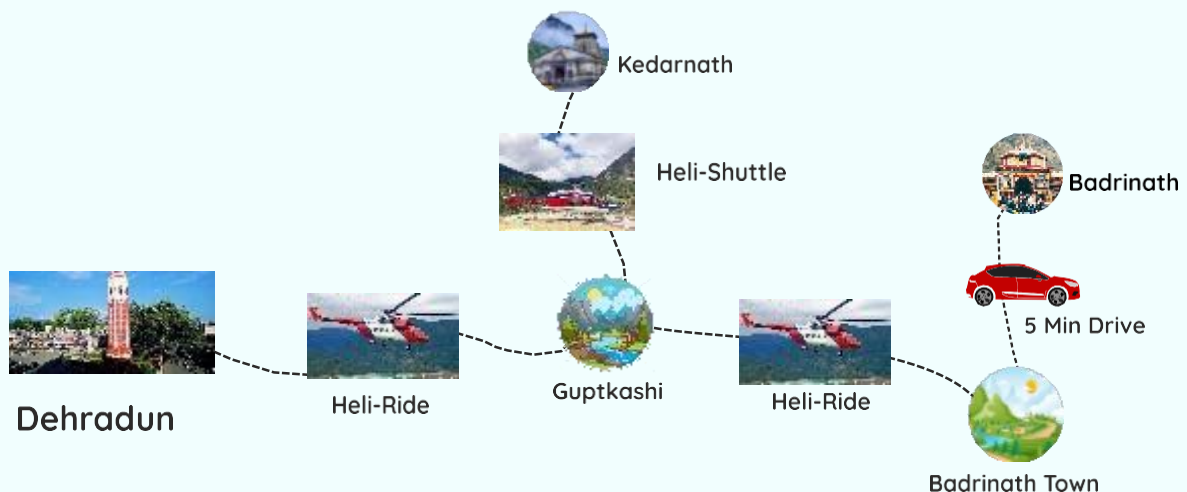 Kedarnath
Heli-Shuttle
Badrinath
5 Min Drive
Dehradun
Heli-Ride
Guptkashi
Heli-Ride
Badrinath Town